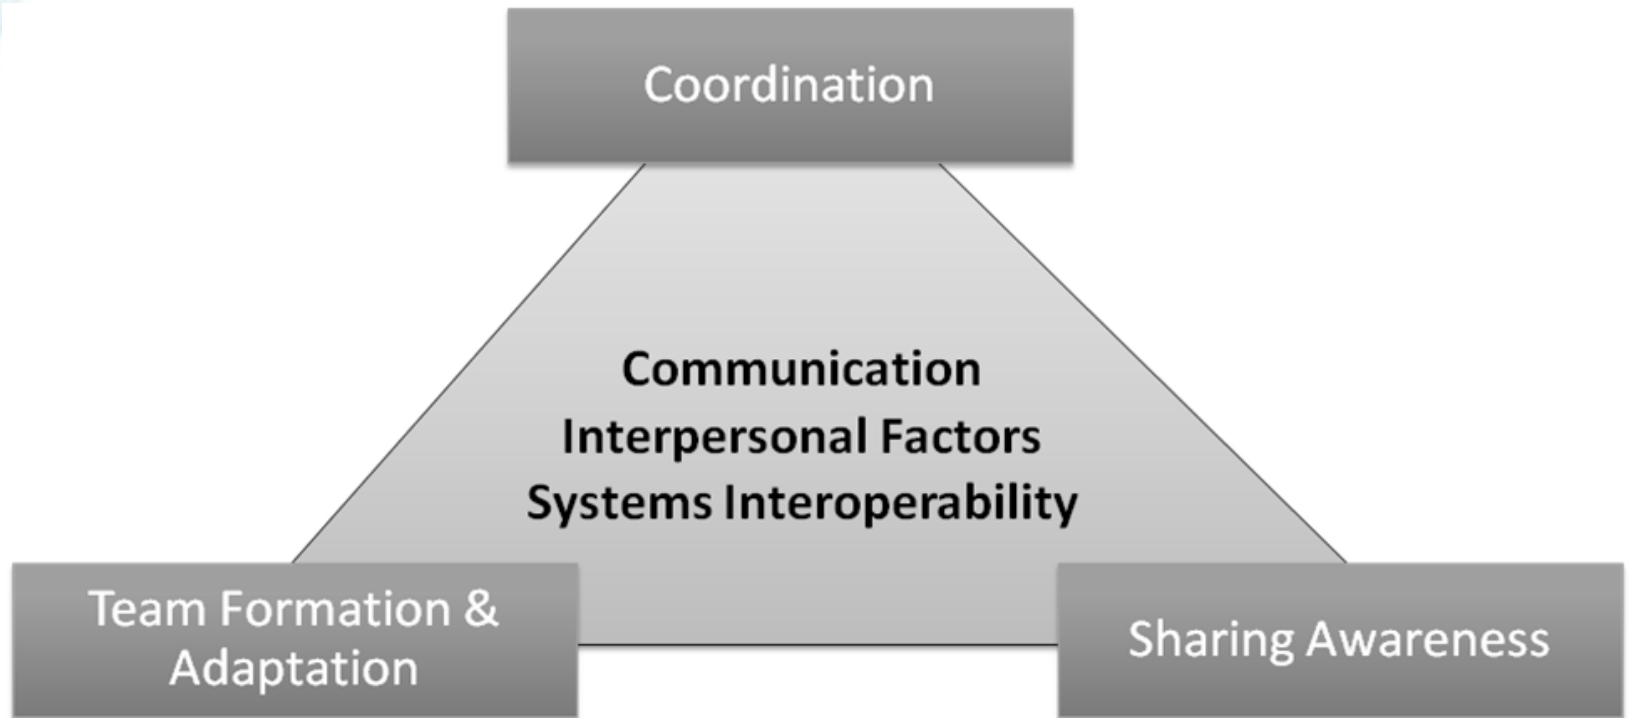 Coordination
Communication
Interpersonal Factors
Systems Interoperability
Team Formation &
Adaptation
Sharing Awareness